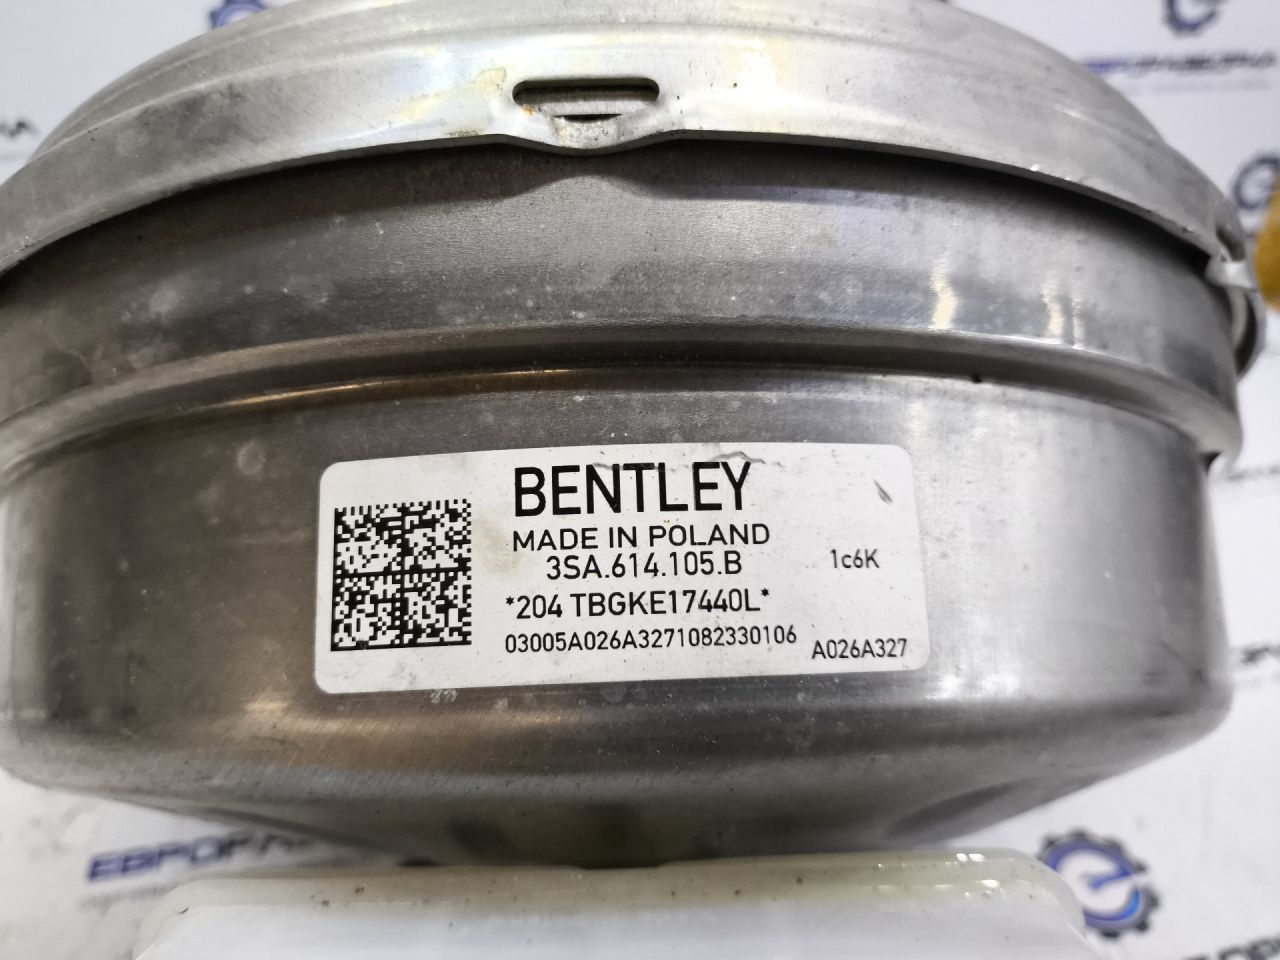 BENTLEY
MADE IN POLAND
3SA.614.105.B
1c6K
*204 TBGKE17440L*
03005A026A3271082330106
A026A327